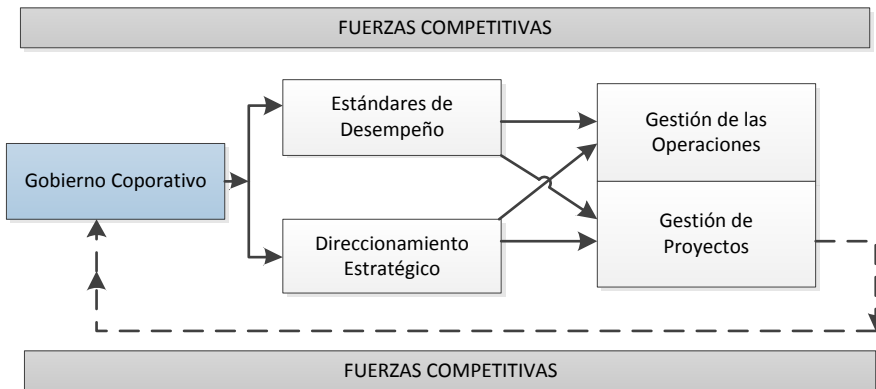 FUERZAS COMPETITIVAS
Estándares de
Desempeño
Gestión de las
Operaciones
Gobierno Coporativo
Direccionamiento
Estratégico
Gestión de
Proyectos
FUERZAS COMPETITIVAS